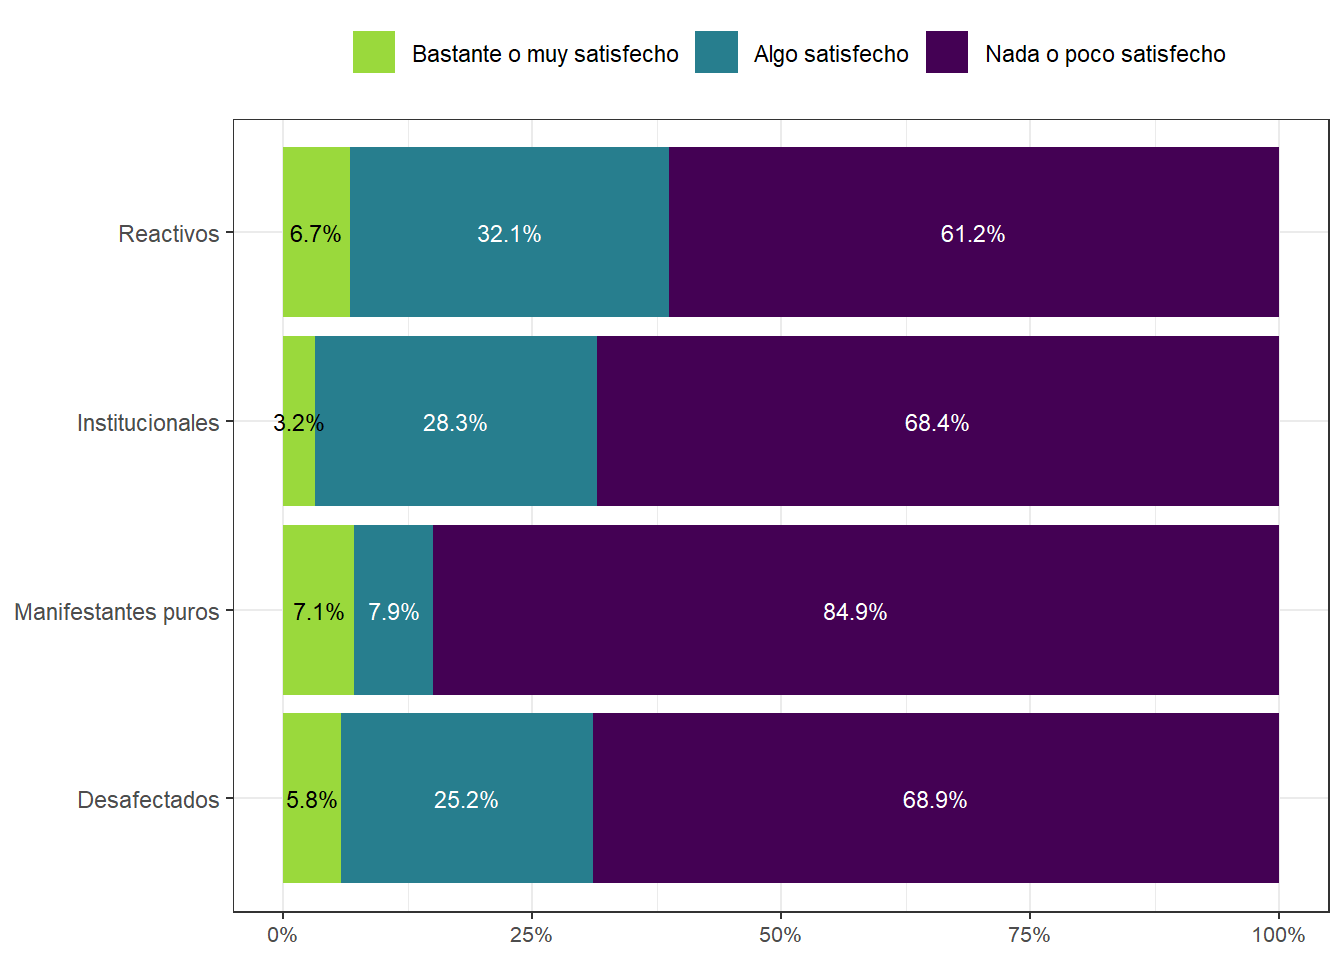 Bastante o muy satisfecho Algo satisfecho Nada o poco satisfecho
Reactivos 6.7% 32.1% 61.2%
Institucionales 3.2% 28.3% 68.4%
Manifestantes puros 7.1% 7.9% 84.9%
Desafectados 5.8% 25.2% 68.9%
0% 25% 50% 75% 100%